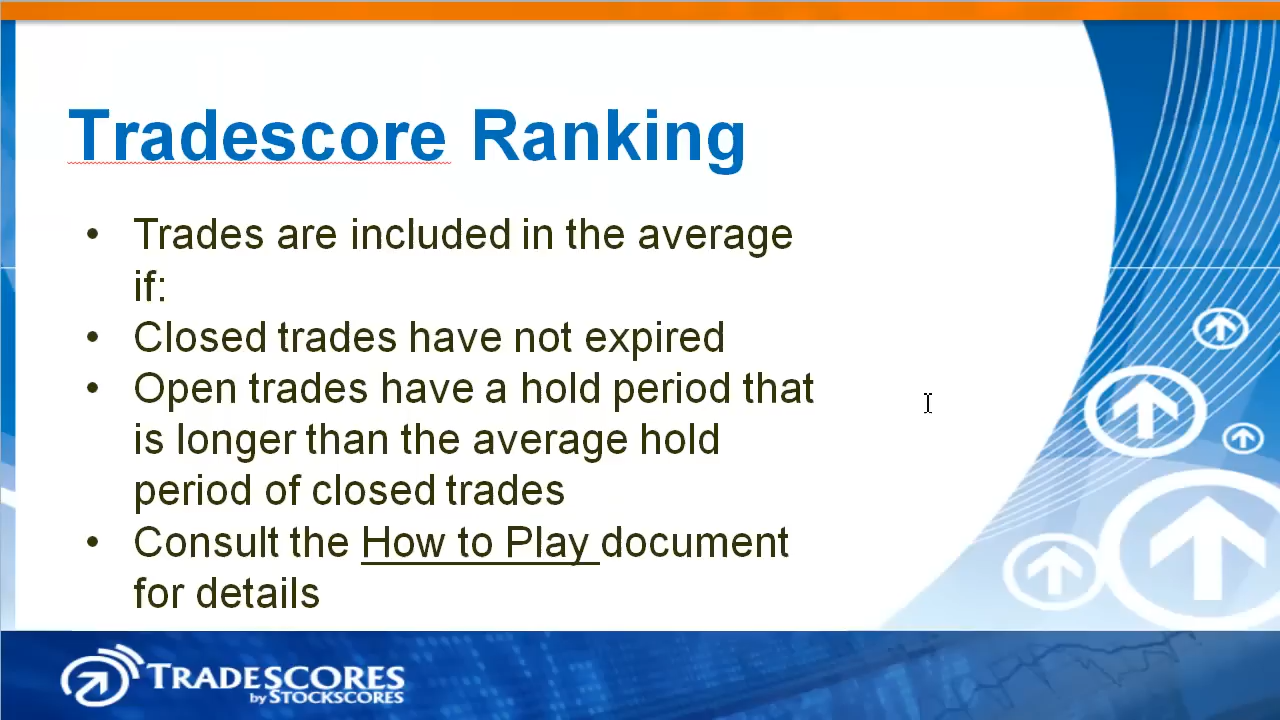 Tradescore Ranking
• Trades are included in the average
if:
• Closed trades have not expired
• Open trades have a hold period that
is longer than the average hold
period of closed trades
• Consult the How to Play document
for details
TRADESCORES
by STOCKSCORES